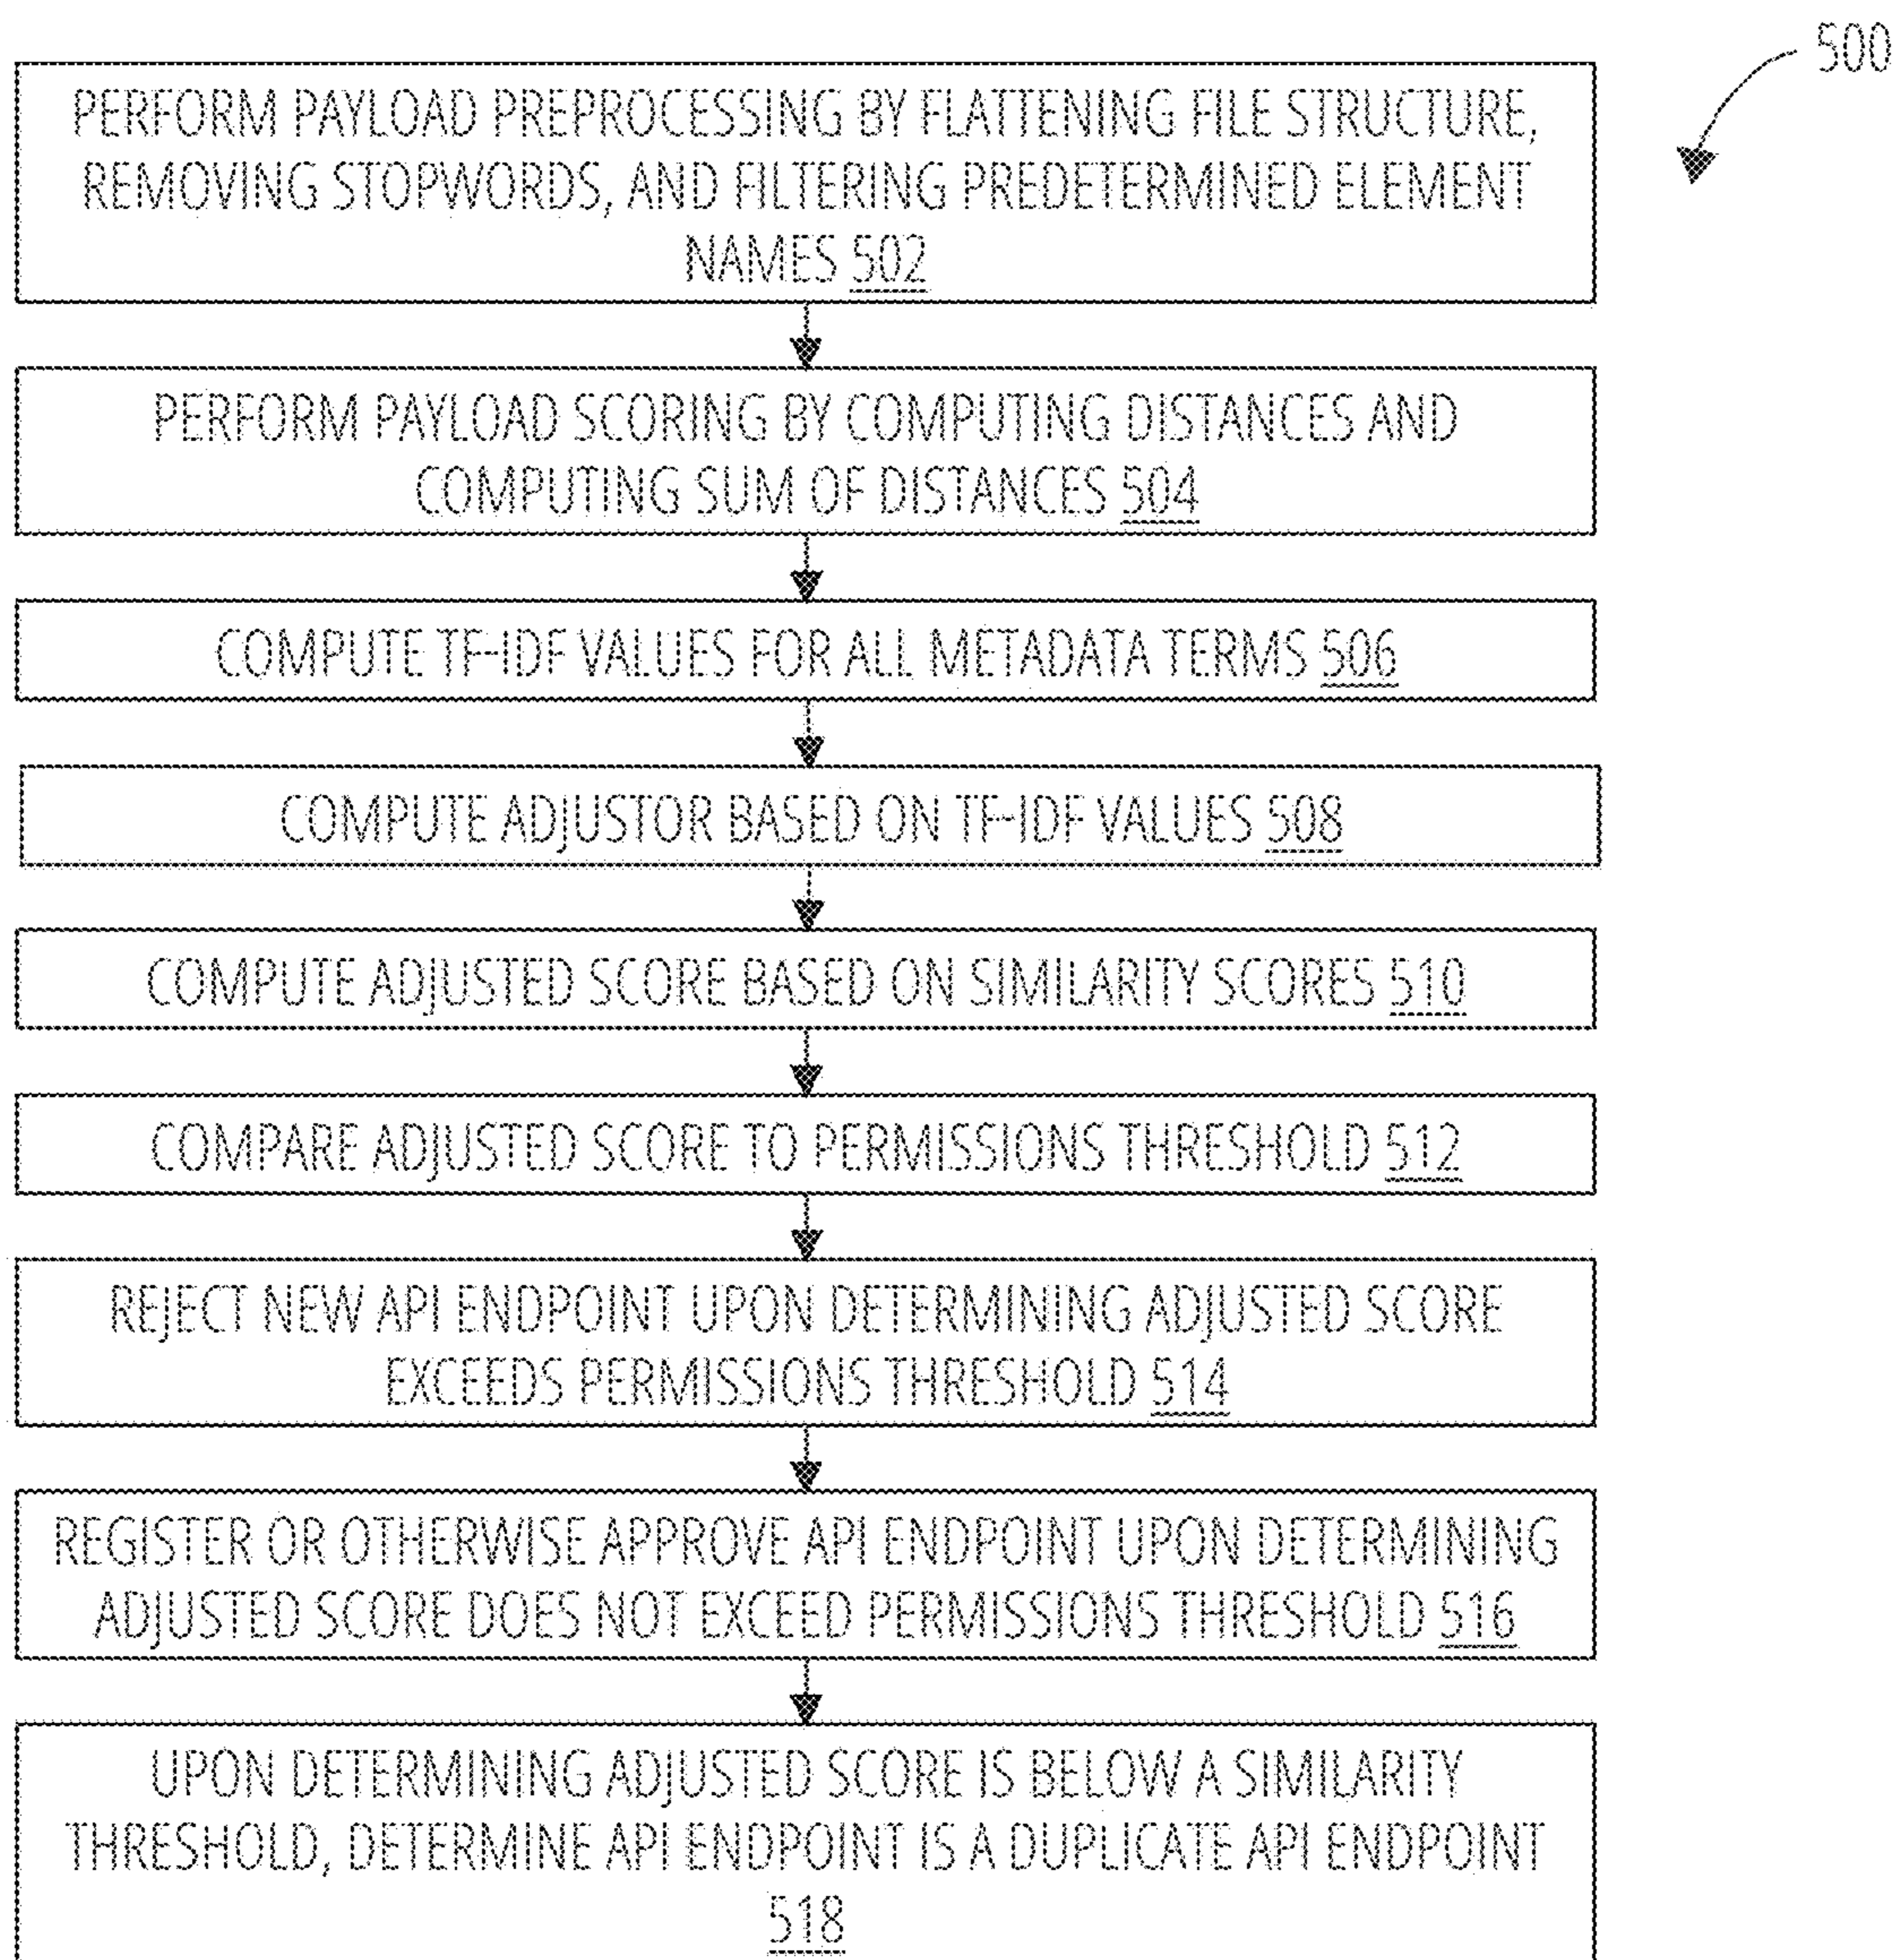 500
PERFORM PAYLOAD PREPROCESSING BY FLATTENING FILE STRUCTURE,
REMOVING STOPWORDS, AND FILTERING PREDETERMINED ELEMENT
NAMES 502
PERFORM PAYLOAD SCORING BY COMPUTING DISTANCES AND
COMPUTING SUM OF DISTANCES 504
COMPUTE TF-IDF VALUES FOR ALL METADATA TERMS 506
COMPUTE ADJUSTOR BASED ON TF-IDF VALUES 508
COMPUTE ADJUSTED SCORE BASED ON SIMILARITY SCORES 510
COMPARE ADJUSTED SCORE TO PERMISSIONS THRESHOLD 512
REJECT NEW API ENDPOINT UPON DETERMINING ADJUSTED SCORE
EXCEEDS PERMISSIONS THRESHOLD 514
REGISTER OR OTHERWISE APPROVE API ENDPOINT UPON DETERMINING
ADJUSTED SCORE DOES NOT EXCEED PERMISSIONS THRESHOLD 516
UPON DETERMINING ADJUSTED SCORE IS BELOW A SIMILARITY
THRESHOLD, DETERMINE API ENDPOINT IS A DUPLICATE API ENDPOINT
518